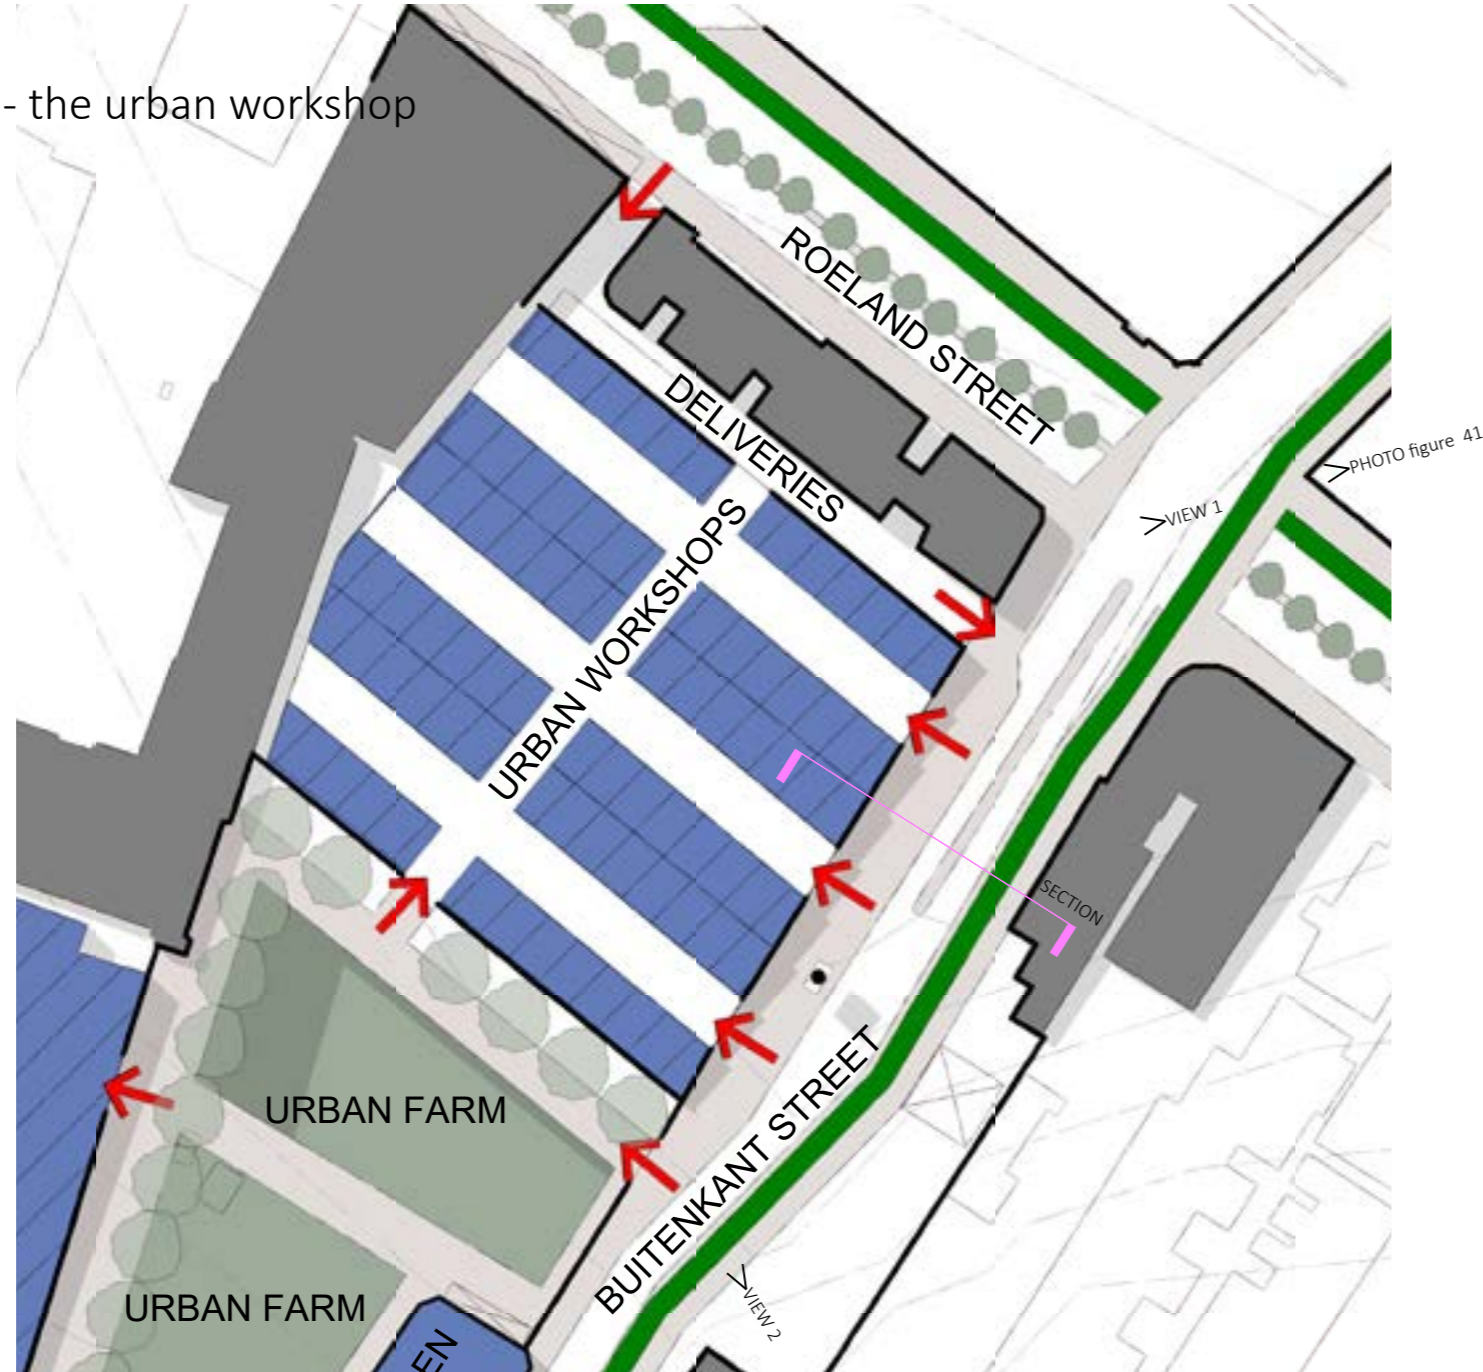 - the urban workshop
ROELAND STREET
DELIVERIES
PHOTO figure 41
VIEW 1
URBAN WORKSHOPS
SECTION
URBAN FARM
BUITENKANT STREET
URBAN FARM
VIEW 2
EN